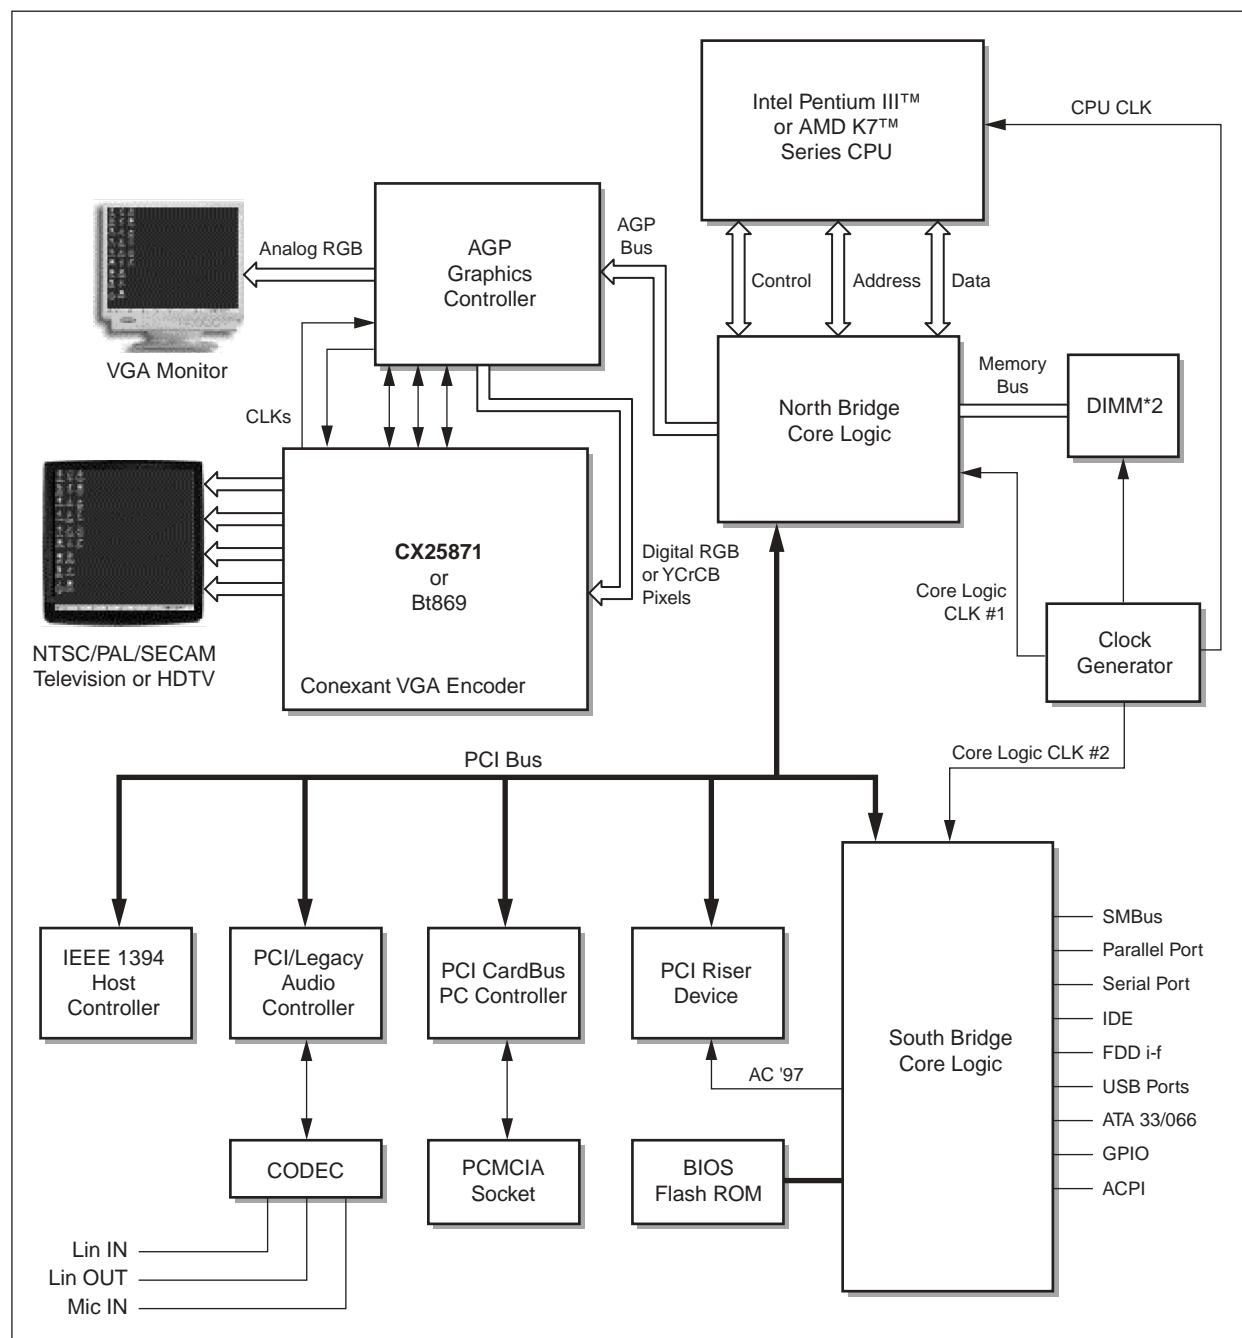 Intel Pentium III™
or AMD K7™
Series CPU
CPU CLK
AGP
Bus
Analog RGB
AGP
Graphics
Controller
Control
Address
Data
VGA Monitor
Memory
Bus
CLKs
North Bridge
Core Logic
DIMM*2
CX25871
or
Bt869
Digital RGB
or YCrCB
Pixels
Core Logic
CLK #1
Clock
Generator
NTSC/PAL/SECAM
Television or HDTV
Conexant VGA Encoder
PCI Bus
Core Logic CLK #2
IEEE 1394
Host
Controller
PCI/Legacy
Audio
Controller
PCI CardBus
PC Controller
PCI Riser
Device
South Bridge
Core Logic
SMBus
Parallel Port
Serial Port
IDE
FDD i-f
USB Ports
ATA 33/066
GPIO
ACPI
AC '97
CODEC
PCMCIA
Socket
BIOS
Flash ROM
Lin IN
Lin OUT
Mic IN